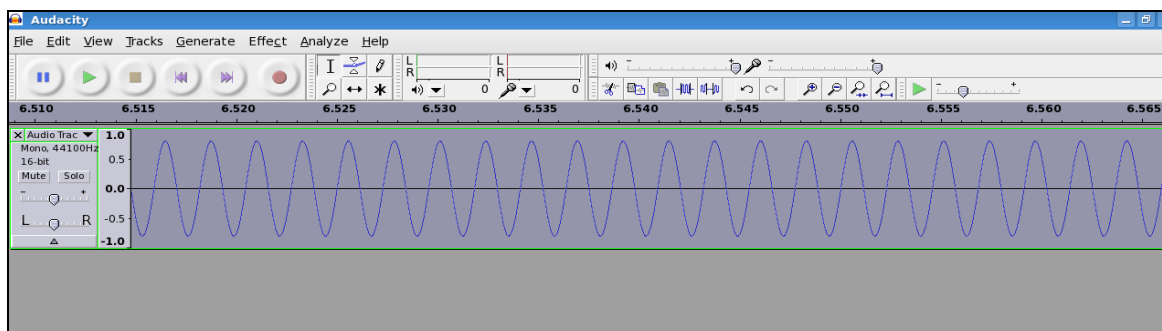 Audacity
File Edit View Tracks Generate Effect Analyze Help
L
R
L
R
0
0
6.510 6.515 6.520 6.525 6.530 6.535 6.540 6.545 6.550 6.555 6.560 6.565
Audio Trac
Mono, 44100Hz
16-bit
Mute Solo
- +
L R
1.0
0.5
0.0
-0.5
-1.0